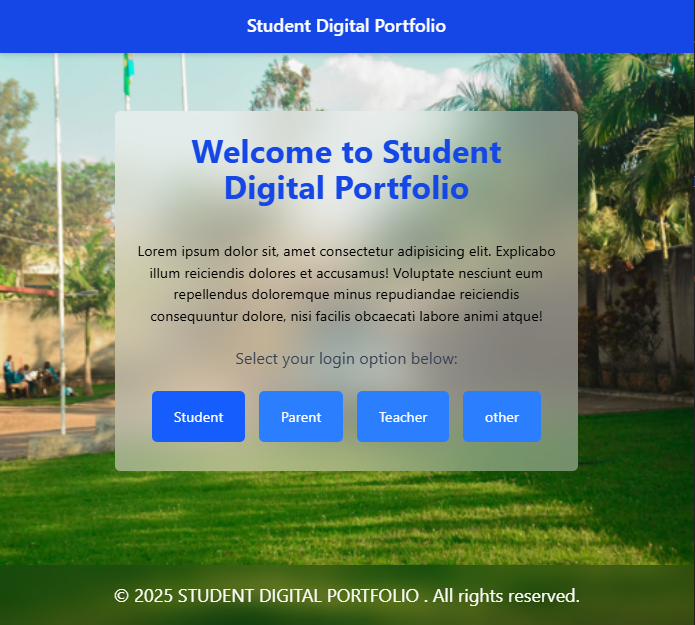 Student Digital Portfolio
Welcome to Student
Digital Portfolio
Lorem ipsum dolor sit, amet consectetur adipisicing elit. Explicabo
illum reiciendis dolores et accusamus! Voluptate nesciunt eum
repellendus doloremque minus repudiandae reiciendis
consequuntur dolore, nisi facilis obcaecati labore animi atque!
Select your login option below:
Student
Parent
Teacher
other
© 2025 STUDENT DIGITAL PORTFOLIO . All rights reserved.